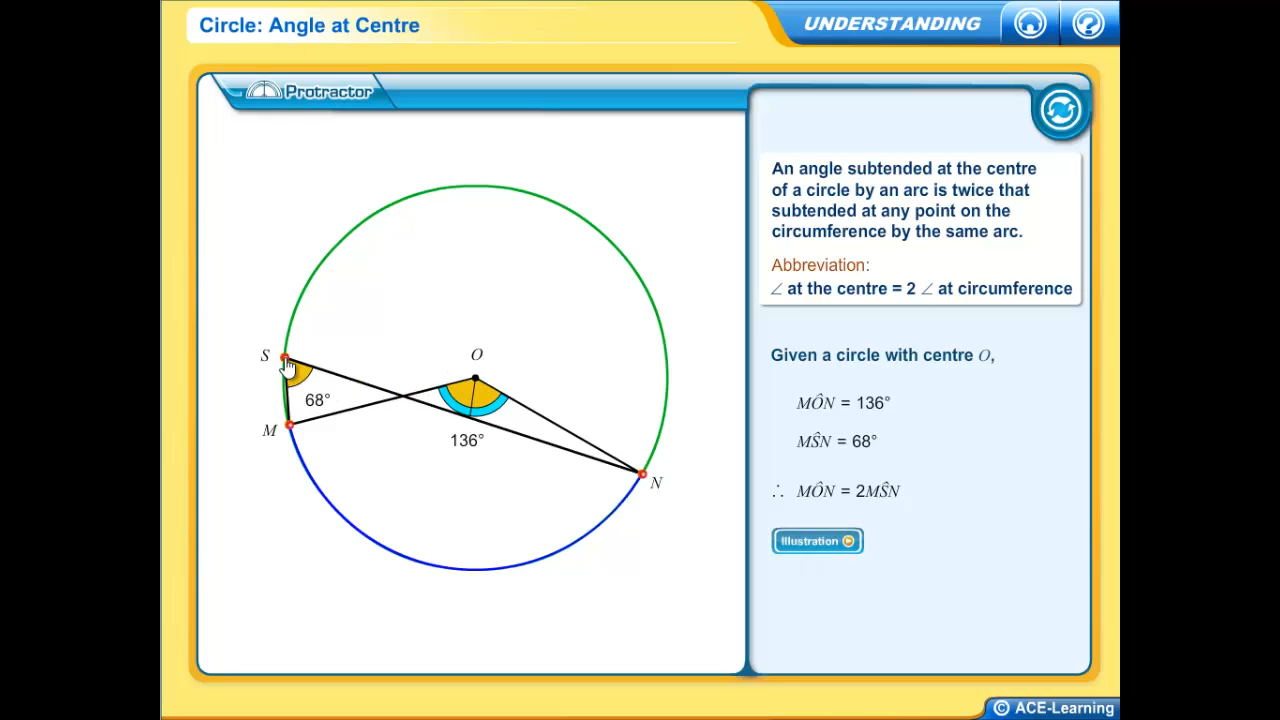 Circle: Angle at Centre
UNDERSTANDING
Protractor
An angle subtended at the centre
of a circle by an arc is twice that
subtended at any point on the
circumference by the same arc.
Abbreviation:
∠ at the centre = 2 ∠ at circumference
Given a circle with centre O,
MÔN = 136°
MŜN = 68°
∴ MÔN = 2MŜN
Illustration
S
O
68°
M
136°
N
© ACE-Learning